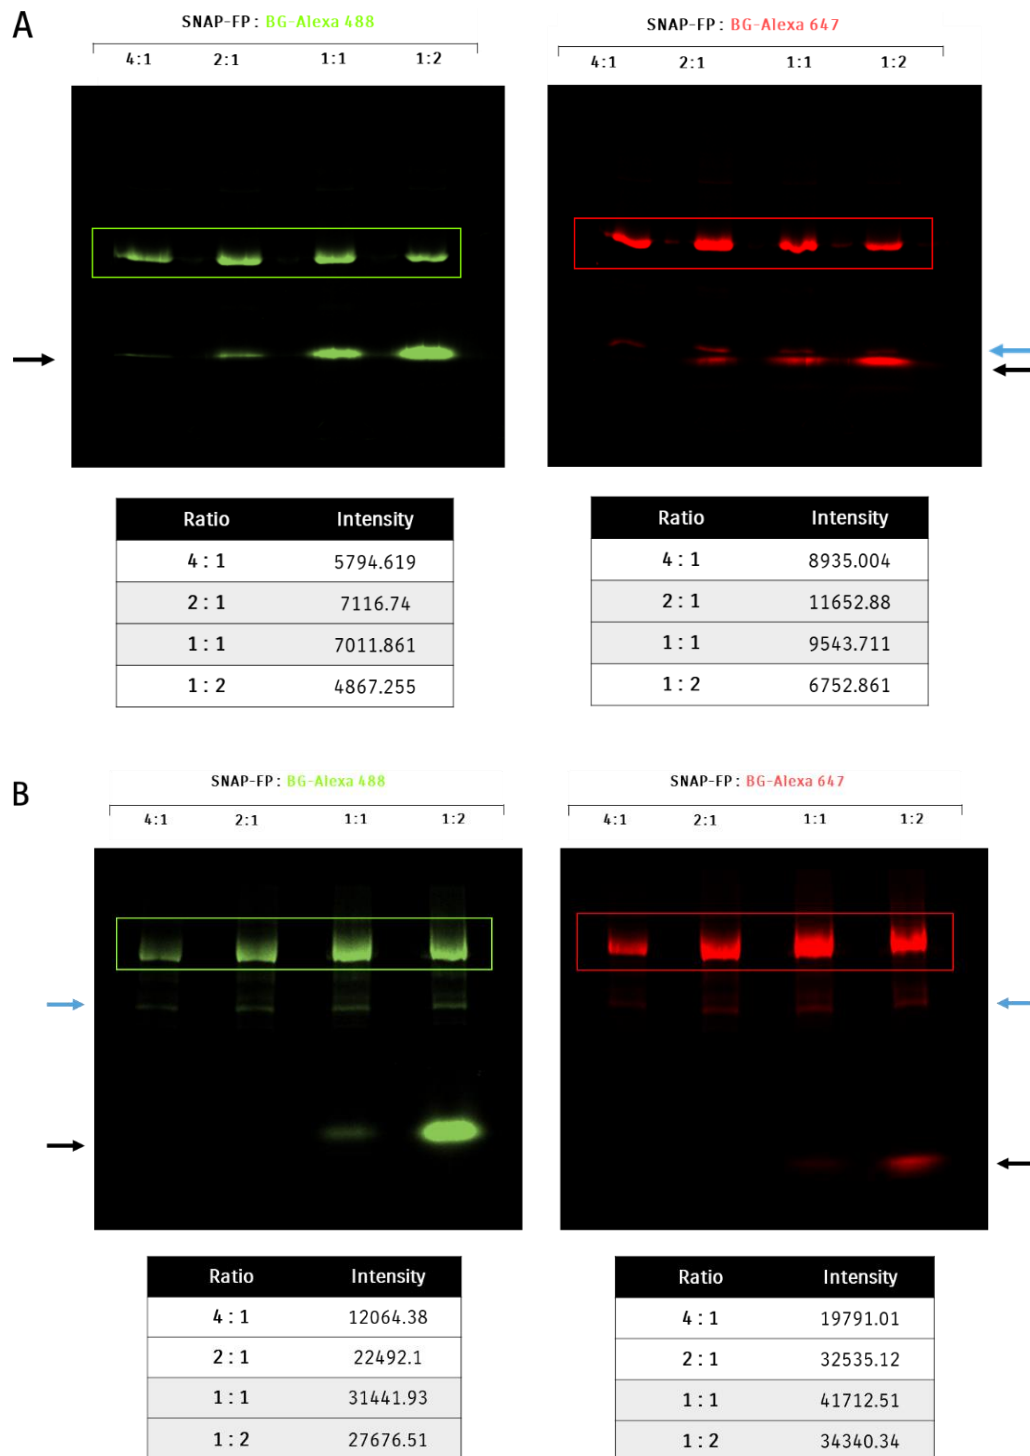 A
SNAP-FP: BG-Alexa 488
4:1 2:1 1:1 1:2
SNAP-FP: BG-Alexa 647
4:1 2:1 1:1 1:2
Ratio Intensity
4 : 1 5794.619
2 : 1 7116.74
1 : 1 7011.861
1 : 2 4867.255
Ratio Intensity
4 : 1 8935.004
2 : 1 11652.88
1 : 1 9543.711
1 : 2 6752.861
B
SNAP-FP: BG-Alexa 488
4:1 2:1 1:1 1:2
SNAP-FP: BG-Alexa 647
4:1 2:1 1:1 1:2
Ratio Intensity
4 : 1 12064.38
2 : 1 22492.1
1 : 1 31441.93
1 : 2 27676.51
Ratio Intensity
4 : 1 19791.01
2 : 1 32535.12
1 : 1 41712.51
1 : 2 34340.34